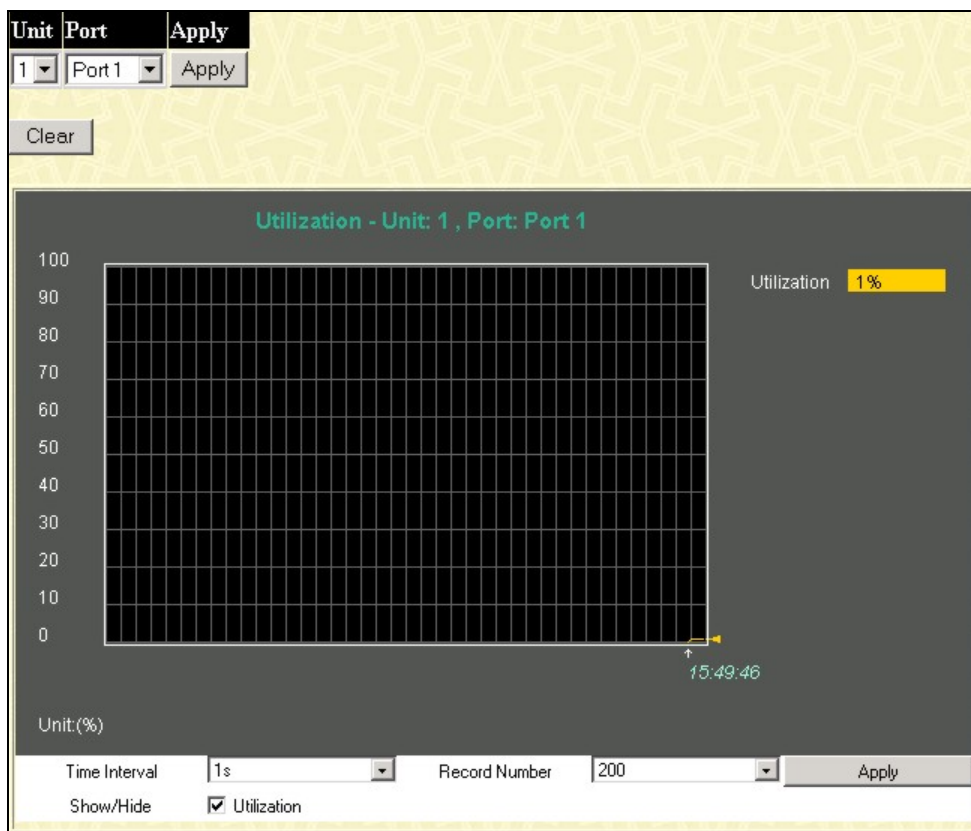 Unit Port Apply
1 Port 1 Apply
Clear
Utilization - Unit: 1 , Port: Port 1
100
Utilization 1%
90
80
70
60
50
40
30
20
10
0
15:49:46
Unit:(%)
Time Interval 1s Record Number 200 Apply
Show/Hide Utilization